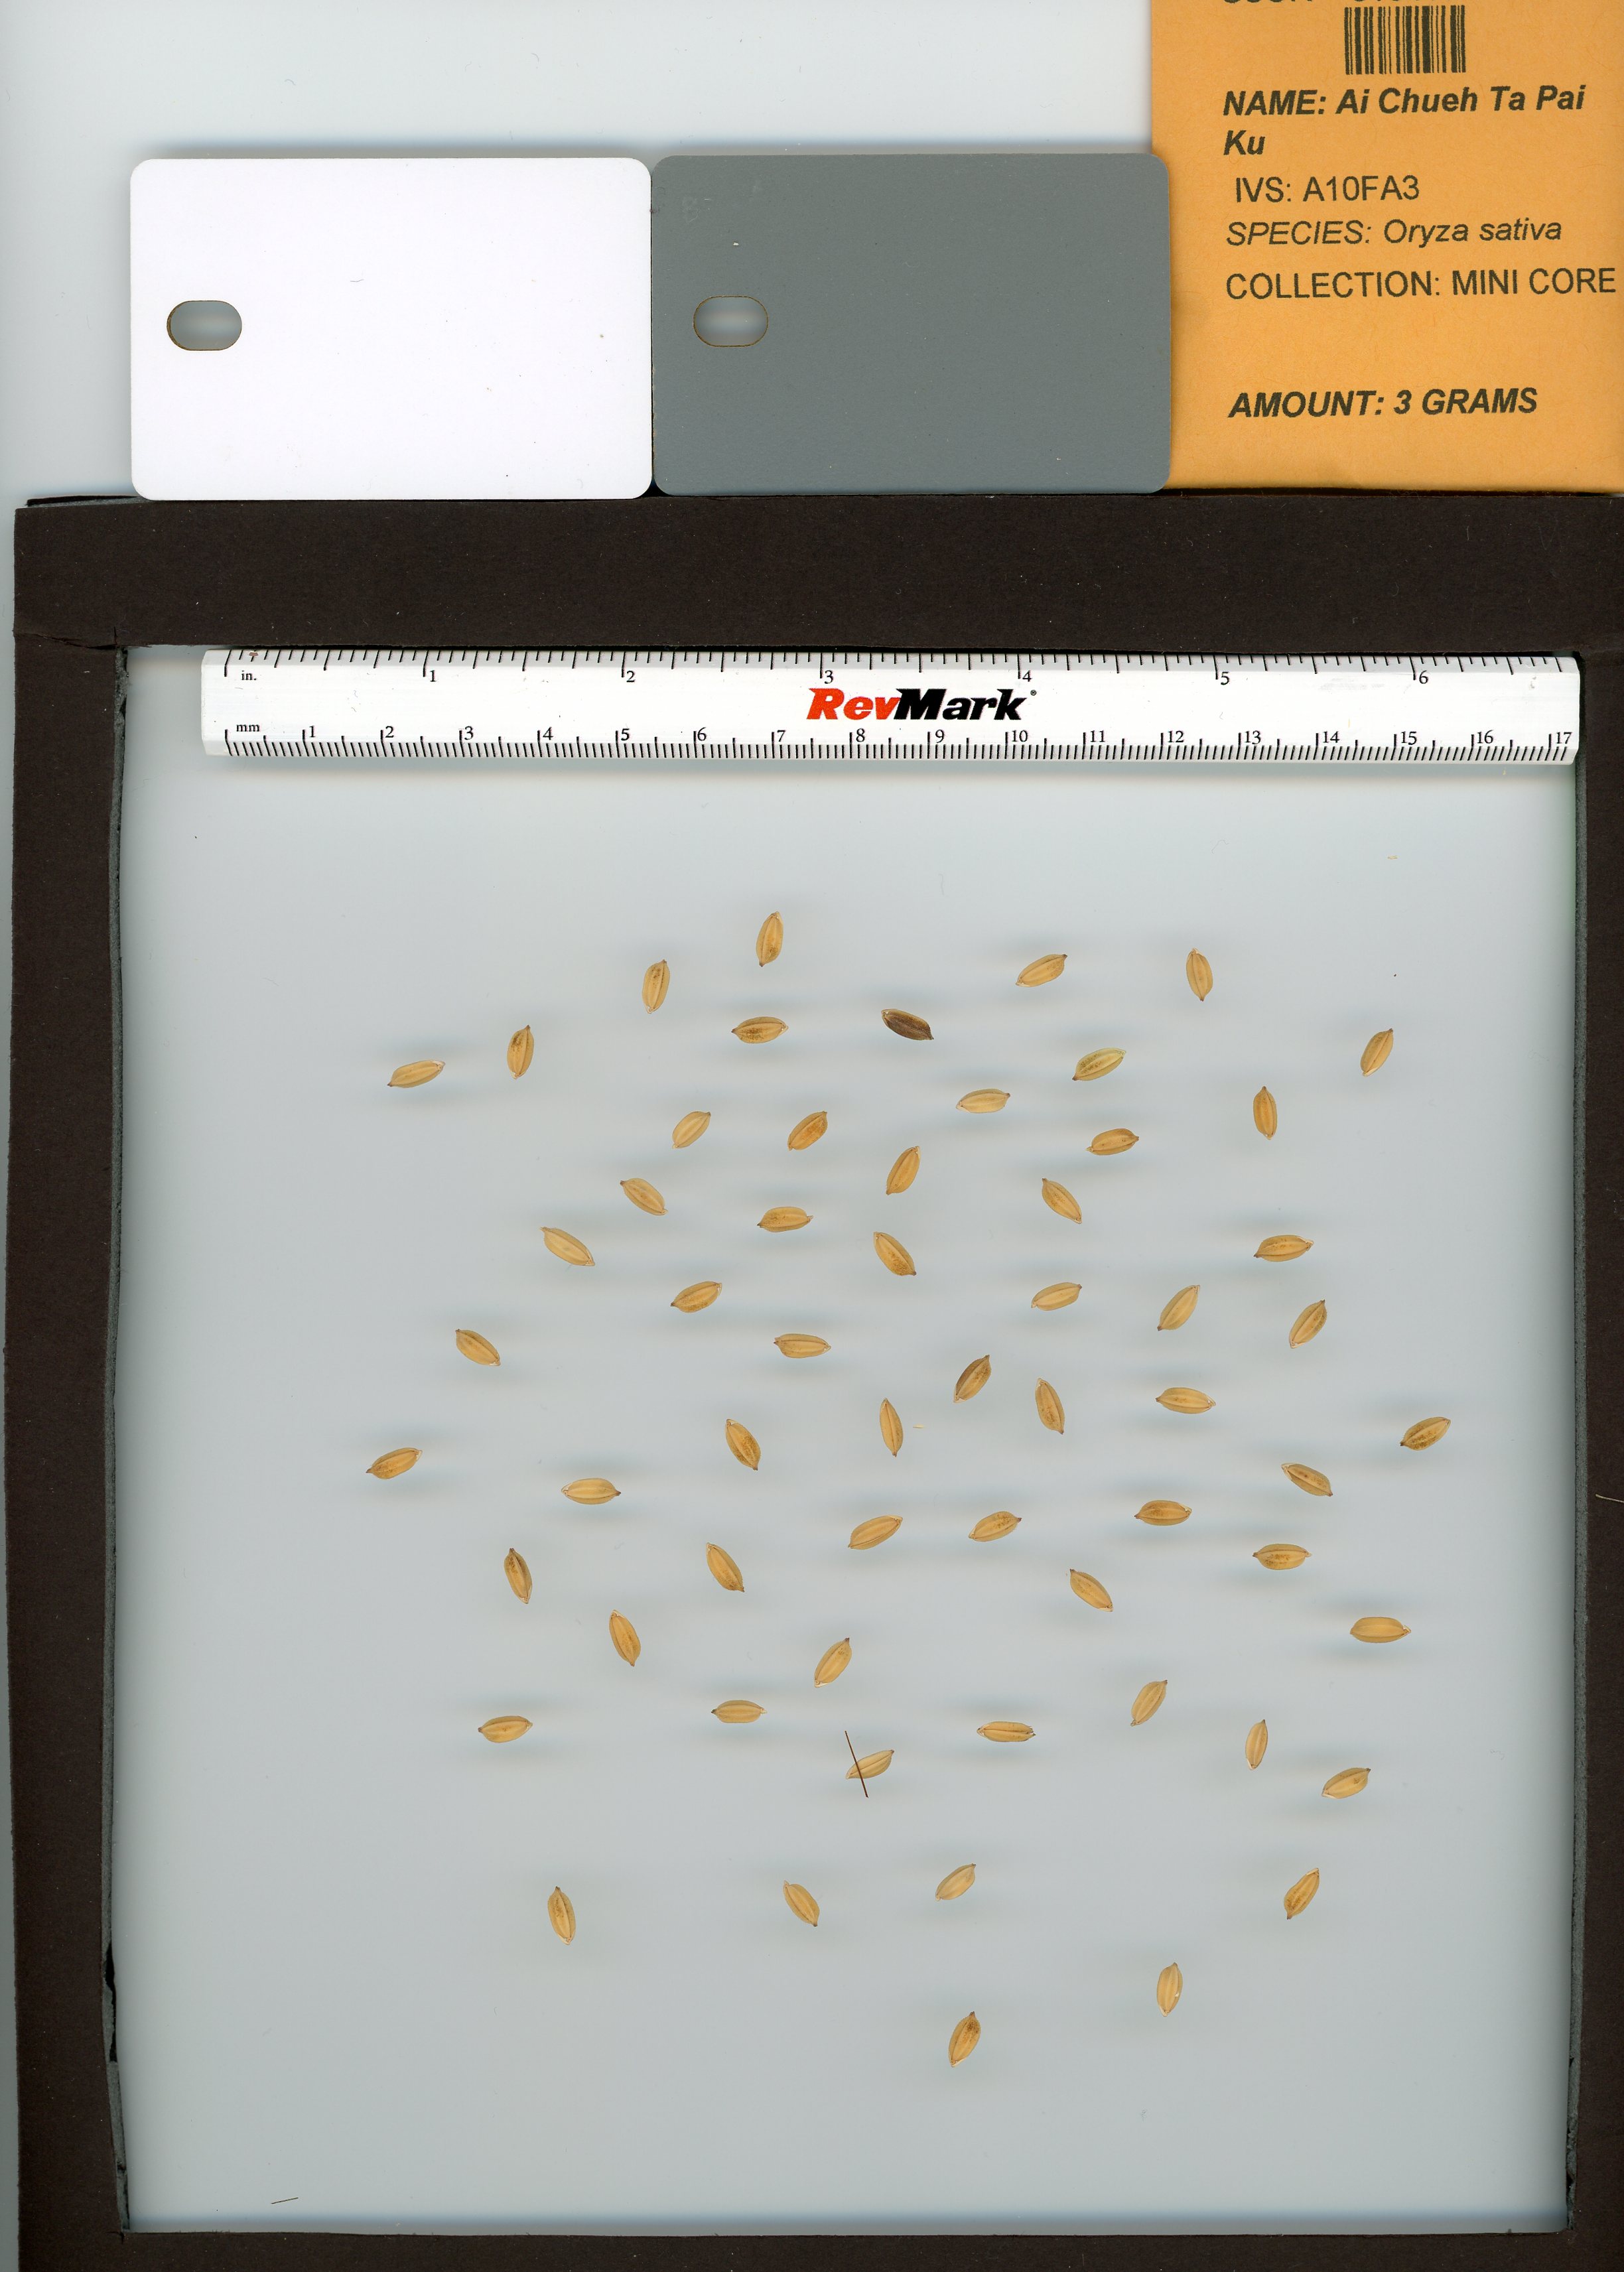 NAME: Ai Chueh Ta Pai
Ku
IVS: A10FA3
SPECIES: Oryza sativa
COLLECTION: MINI CORE
AMOUNT: 3 GRAMS
in. 1 2 3 4 5 6
RevMark
mm 1 2 3 4 5 6 7 8 9 10 11 12 13 14 15 16 17